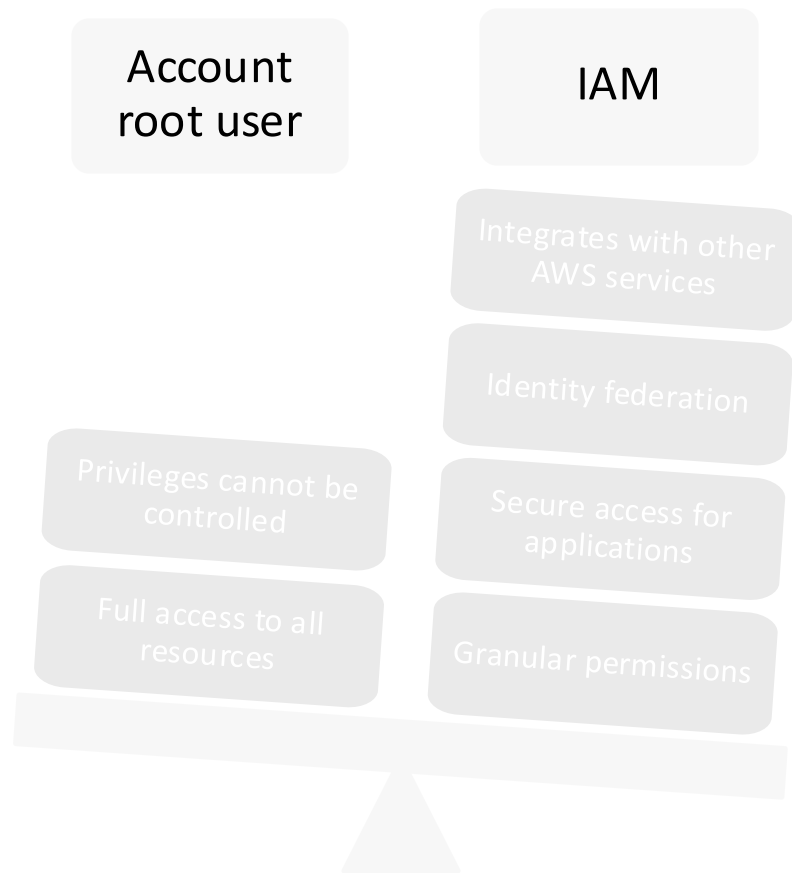 Account
root user
IAM
Integrates with other
AWS services
Identity federation
Privileges cannot be
controlled
Secure access for
applications
Full access to all
resources
Granular permissions